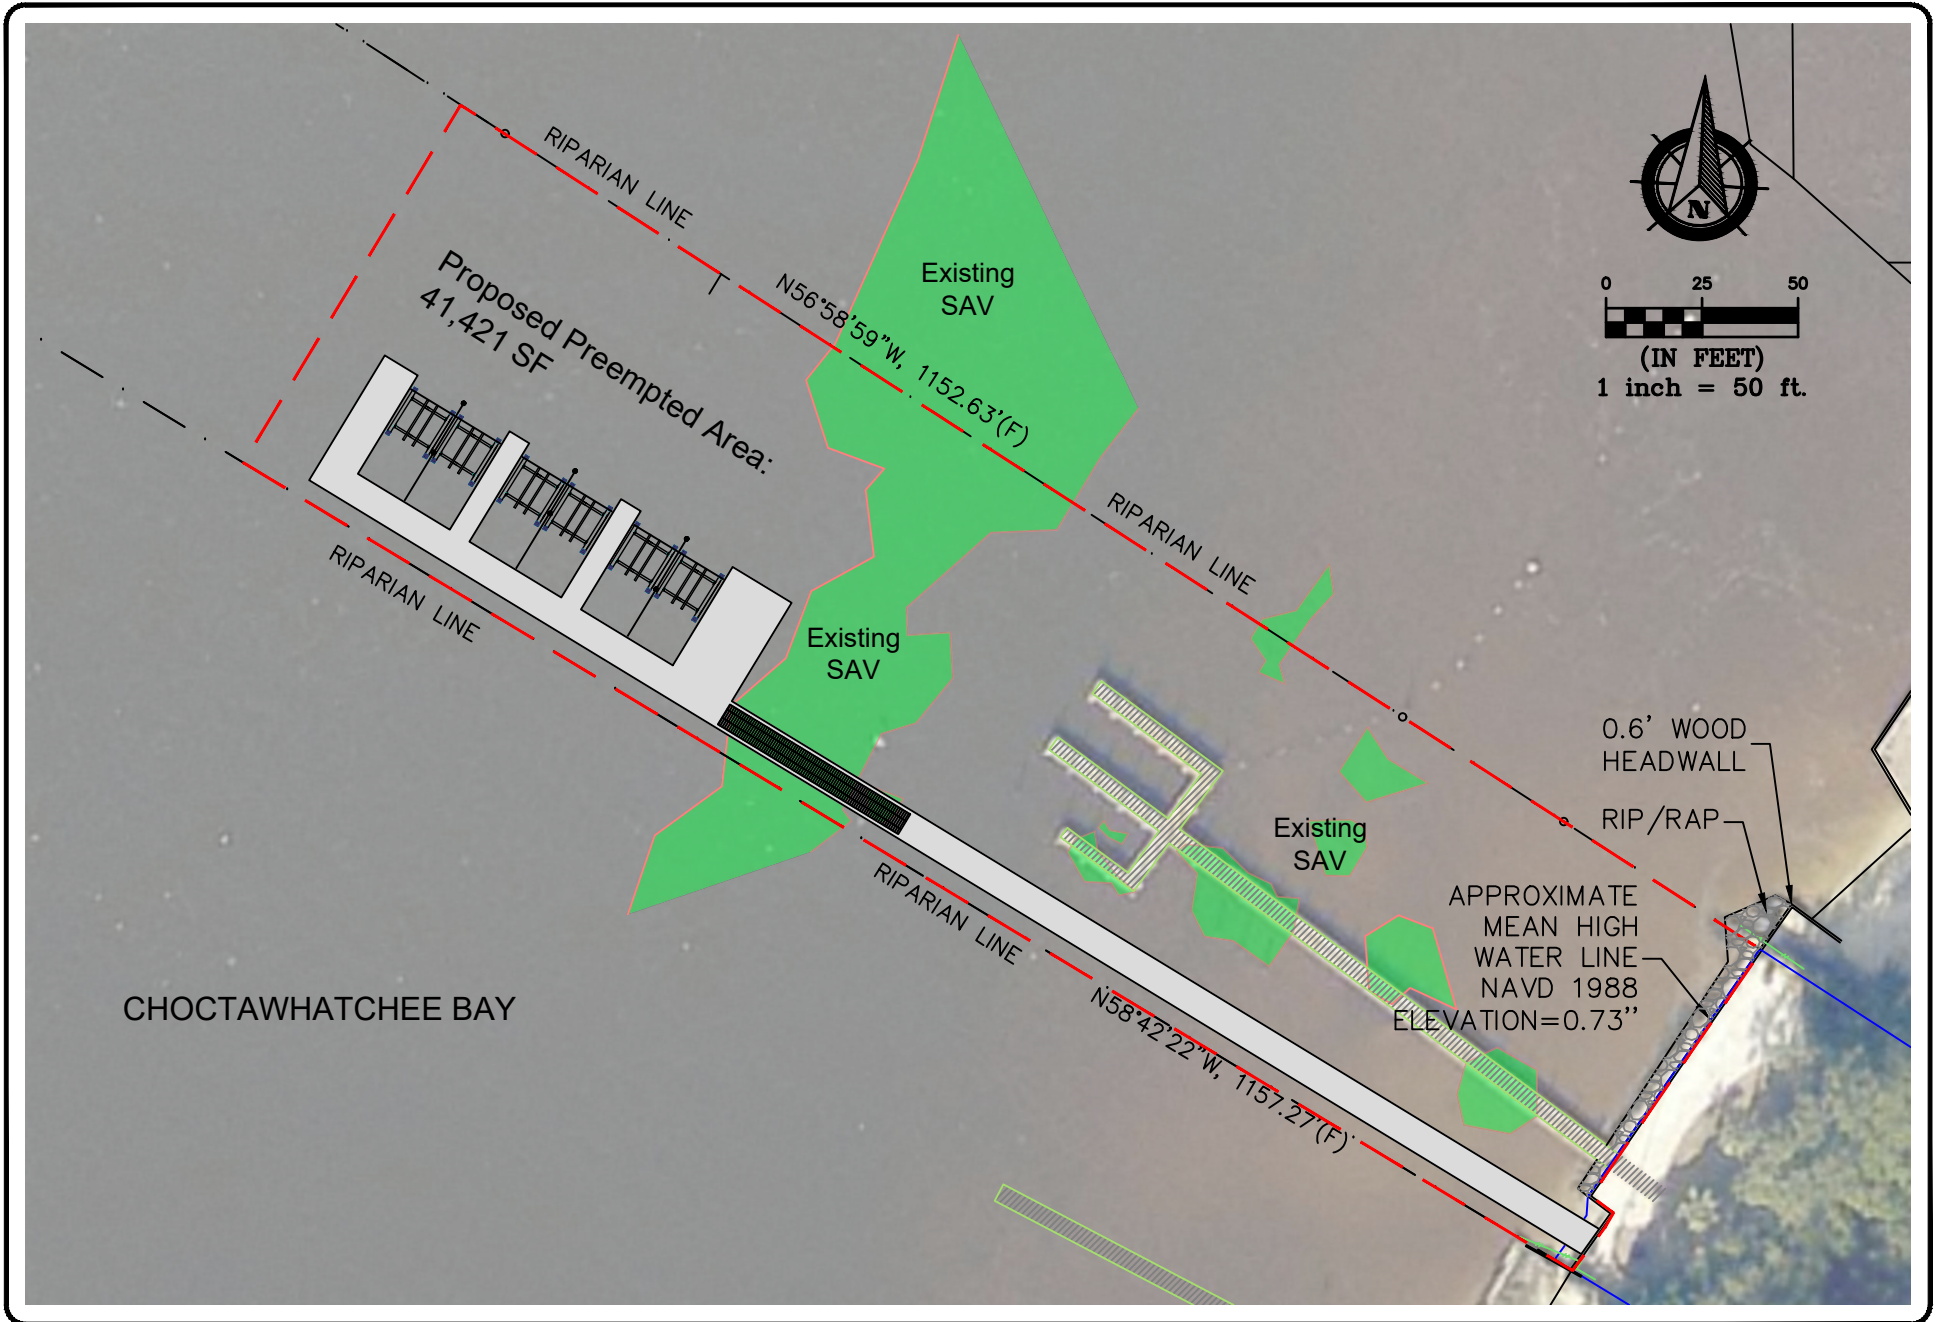 RIPARIAN LINE
Proposed Preempted Area:
41,421 SF
N56°58'59"W, 1152.63'(F)
Existing
SAV
N
0 25 50
(IN FEET)
1 inch = 50 ft.
RIPARIAN LINE
RIPARIAN LINE
Existing
SAV
0.6' WOOD
HEADWALL
RIP/RAP
Existing
SAV
APPROXIMATE
MEAN HIGH
WATER LINE
NAVD 1988
ELEVATION=0.73''
RIPARIAN LINE
CHOCTAWHATCHEE BAY
N58°42'22"W, 1157.27'(F)